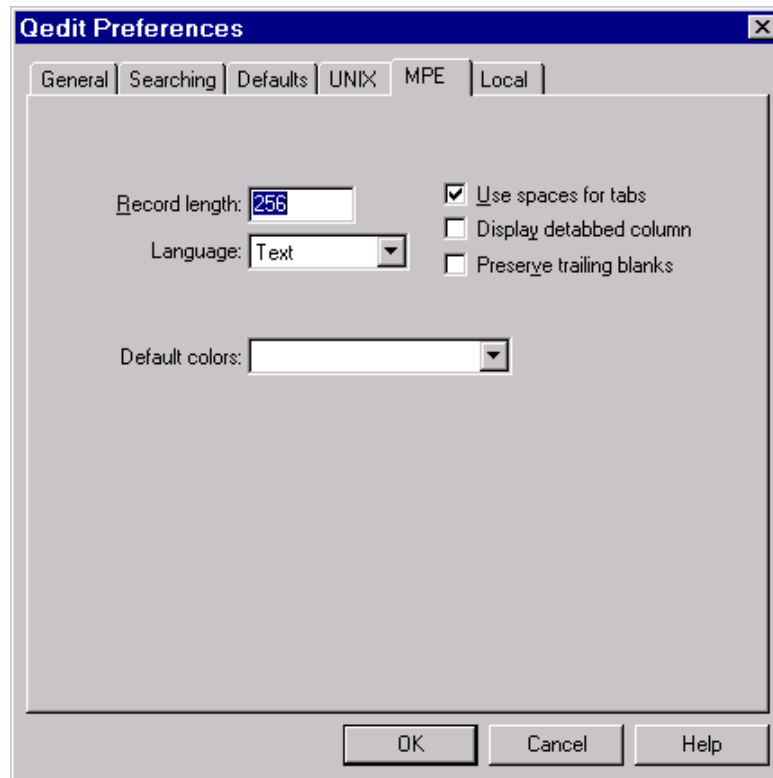 Qedit Preferences
General Searching Defaults UNIX MPE Local
Record length: 256
Use spaces for tabs
Display detabbed column
Language: Text
Preserve trailing blanks
Default colors:
OK Cancel Help